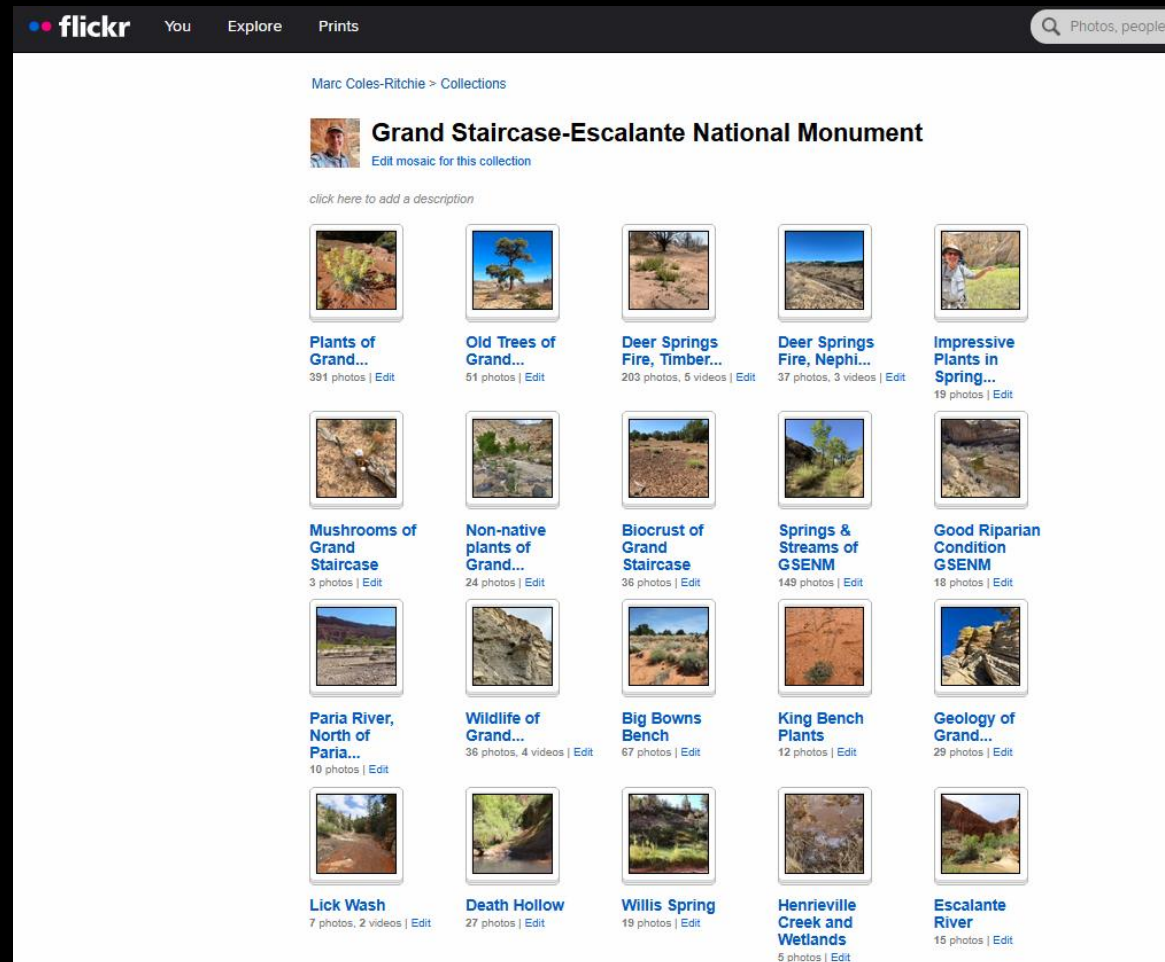 flickr You Explore Prints Photos, people
Marc Coles-Ritchie > Collections
Grand Staircase-Escalante National Monument
Edit mosaic for this collection
click here to add a description
Plants of
Grand...
391 photos | Edit
Old Trees of
Grand...
51 photos | Edit
Deer Springs
Fire, Timber...
203 photos, 5 videos | Edit
Deer Springs
Fire, Nephi...
37 photos, 3 videos | Edit
Impressive
Plants in
Spring...
19 photos | Edit
Mushrooms of
Grand
Staircase
3 photos | Edit
Non-native
plants of
Grand...
24 photos | Edit
Biocrust of
Grand
Staircase
36 photos | Edit
Springs &
Streams of
GSENM
149 photos | Edit
Good Riparian
Condition
GSENM
18 photos | Edit
Paria River,
North of
Paria...
10 photos | Edit
Wildlife of
Grand...
36 photos, 4 videos | Edit
Big Bowns
Bench
67 photos | Edit
King Bench
Plants
12 photos | Edit
Geology of
Grand...
29 photos | Edit
Lick Wash
7 photos, 2 videos | Edit
Death Hollow
27 photos | Edit
Willis Spring
19 photos | Edit
Henrieville
Creek and
Wetlands
5 photos | Edit
Escalante
River
15 photos | Edit